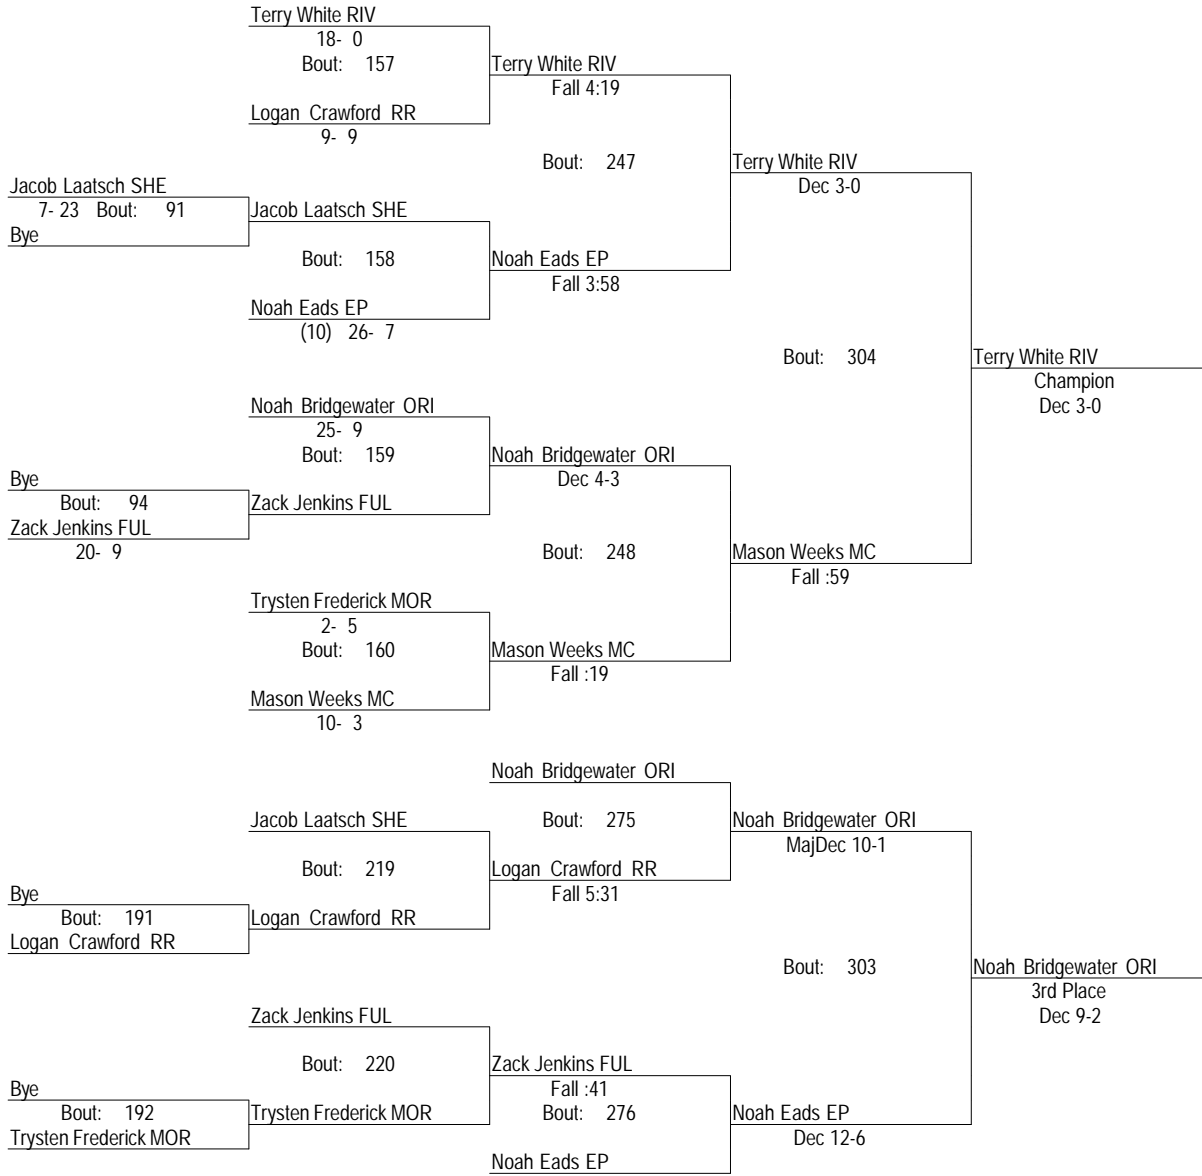 Terry White RIV
18- 0
Bout: 157
Terry White RIV
Fall 4:19
Logan Crawford RR
9- 9
Bout: 247
Terry White RIV
Dec 3-0
Jacob Laatsch SHE
7- 23 Bout: 91
Bye
Jacob Laatsch SHE
Bout: 158
Noah Eads EP
Fall 3:58
Noah Eads EP
(10) 26- 7
Bout: 304
Terry White RIV
Champion
Dec 3-0
Noah Bridgewater ORI
25- 9
Bout: 159
Noah Bridgewater ORI
Dec 4-3
Bye
Bout: 94
Zack Jenkins FUL
20- 9
Zack Jenkins FUL
Bout: 248
Mason Weeks MC
Fall :59
Trysten Frederick MOR
2- 5
Bout: 160
Mason Weeks MC
Fall :19
Mason Weeks MC
10- 3
Noah Bridgewater ORI
Jacob Laatsch SHE
Bout: 275
Noah Bridgewater ORI
MajDec 10-1
Bout: 219
Logan Crawford RR
Fall 5:31
Bye
Bout: 191
Logan Crawford RR
Logan Crawford RR
Bout: 303
Noah Bridgewater ORI
3rd Place
Dec 9-2
Zack Jenkins FUL
Bout: 220
Zack Jenkins FUL
Fall :41
Bye
Bout: 192
Trysten Frederick MOR
Trysten Frederick MOR
Bout: 276
Noah Eads EP
Dec 12-6
Noah Eads EP